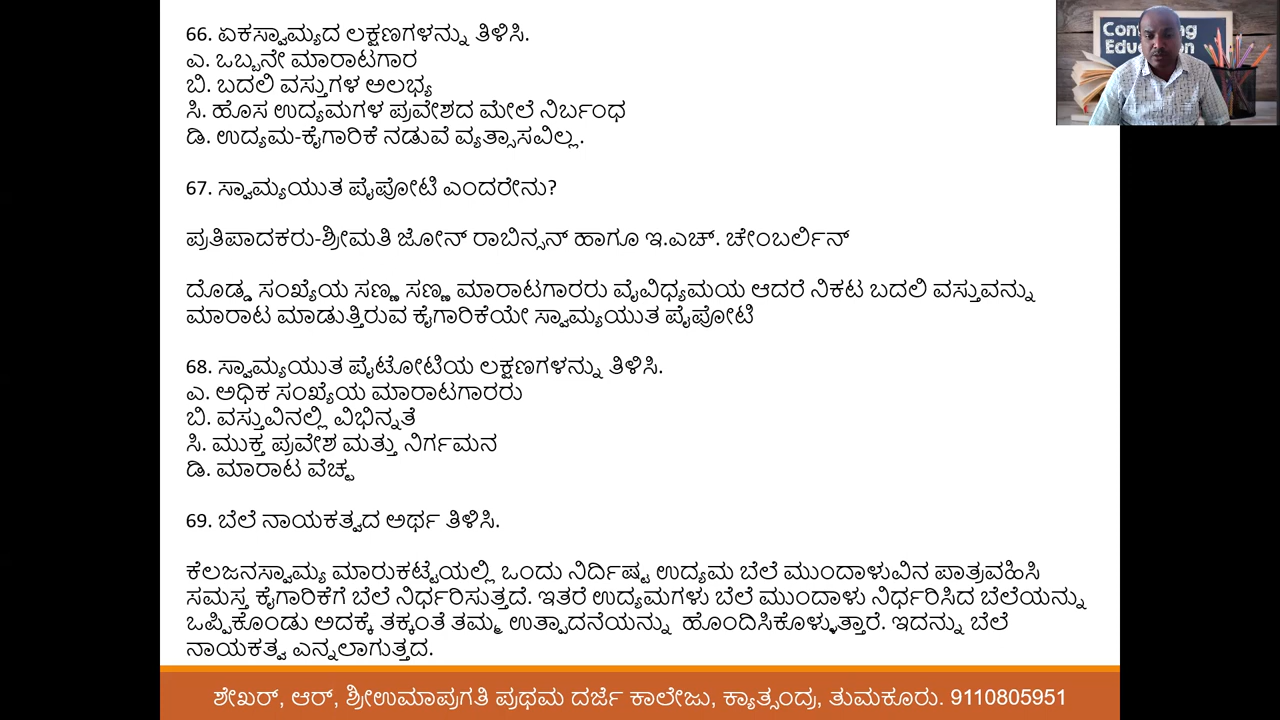 66. ಏಕಸ್ವಾಮ್ಯದ ಲಕ್ಷಣಗಳನ್ನು ತಿಳಿಸಿ.
ಎ. ಒಬ್ಬನೇ ಮಾರಾಟಗಾರ
ಬಿ. ಬದಲಿ ವಸ್ತುಗಳ ಅಲಭ್ಯ
ಸಿ. ಹೊಸ ಉದ್ಯಮಗಳ ಪ್ರವೇಶದ ಮೇಲೆ ನಿರ್ಬಂಧ
ಡಿ. ಉದ್ಯಮ-ಕೈಗಾರಿಕೆ ನಡುವೆ ವ್ಯತ್ಸಾಸವಿಲ್ಲ.
67. ಸ್ವಾಮ್ಯಯುತ ಪೈಪೋಟಿ ಎಂದರೇನು?
ಪ್ರತಿಪಾದಕರು-ಶ್ರೀಮತಿ ಜೋನ್ ರಾಬಿನ್ಸನ್ ಹಾಗೂ ಇ.ಎಚ್. ಚೇಂಬರ್ಲಿನ್
ದೊಡ್ಡ ಸಂಖ್ಯೆಯ ಸಣ್ಣ ಸಣ್ಣ ಮಾರಾಟಗಾರರು ವೈವಿಧ್ಯಮಯ ಆದರೆ ನಿಕಟ ಬದಲಿ ವಸ್ತುವನ್ನು
ಮಾರಾಟ ಮಾಡುತ್ತಿರುವ ಕೈಗಾರಿಕೆಯೇ ಸ್ವಾಮ್ಯಯುತ ಪೈಪೋಟಿ
68. ಸ್ವಾಮ್ಯಯುತ ಪೈಟೋಟಿಯ ಲಕ್ಷಣಗಳನ್ನು ತಿಳಿಸಿ.
ಎ. ಅಧಿಕ ಸಂಖ್ಯೆಯ ಮಾರಾಟಗಾರರು
ಬಿ. ವಸ್ತುವಿನಲ್ಲಿ ವಿಭಿನ್ನತೆ
ಸಿ. ಮುಕ್ತ ಪ್ರವೇಶ ಮತ್ತು ನಿರ್ಗಮನ
ಡಿ. ಮಾರಾಟ ವೆಚ್ಚ
69. ಬೆಲೆ ನಾಯಕತ್ವದ ಅರ್ಥ ತಿಳಿಸಿ.
ಕೆಲಜನಸ್ವಾಮ್ಯ ಮಾರುಕಟ್ಟೆಯಲ್ಲಿ ಒಂದು ನಿರ್ದಿಷ್ಟ ಉದ್ಯಮ ಬೆಲೆ ಮುಂದಾಳುವಿನ ಪಾತ್ರವಹಿಸಿ
ಸಮಸ್ತ ಕೈಗಾರಿಕೆಗೆ ಬೆಲೆ ನಿರ್ಧರಿಸುತ್ತದೆ. ಇತರೆ ಉದ್ಯಮಗಳು ಬೆಲೆ ಮುಂದಾಳು ನಿರ್ಧರಿಸಿದ ಬೆಲೆಯನ್ನು
ಒಪ್ಪಿಕೊಂಡು ಅದಕ್ಕೆ ತಕ್ಕಂತೆ ತಮ್ಮ ಉತ್ಪಾದನೆಯನ್ನು ಹೊಂದಿಸಿಕೊಳ್ಳುತ್ತಾರೆ. ಇದನ್ನು ಬೆಲೆ
ನಾಯಕತ್ವ ಎನ್ನಲಾಗುತ್ತದ.
ಶೇಖರ್, ಆರ್, ಶ್ರೀಉಮಾಪ್ರಗತಿ ಪ್ರಥಮ ದರ್ಜೆ ಕಾಲೇಜು, ಕ್ಯಾತ್ಸಂದ್ರ, ತುಮಕೂರು. 9110805951